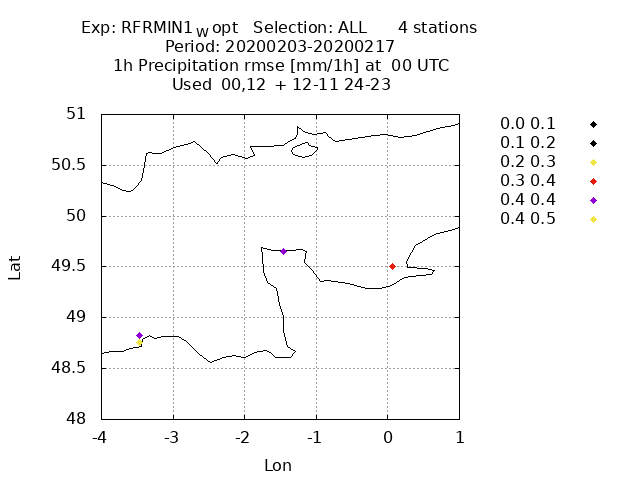 Exp: RFRMIN1 w opt Selection: ALL 4 stations
Period: 20200203-20200217
1h Precipitation rmse [mm/1h] at 00 UTC
Used 00,12 + 12-11 24-23
51
50.5
50
49.5
49
48.5
48
Lat
-4 -3 -2 -1 0 1
Lon
0.0 0.1
0.1 0.2
0.2 0.3
0.3 0.4
0.4 0.4
0.4 0.5